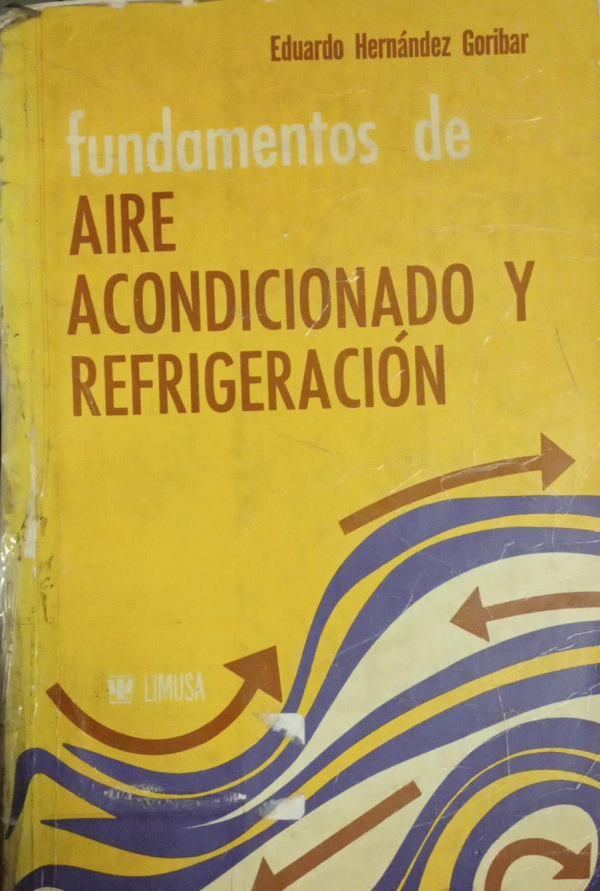 Eduardo Hernández Goribar
fundamentos de
AIRE
ACONDICIONADO Y
REFRIGERACIÓN
LIMUSA